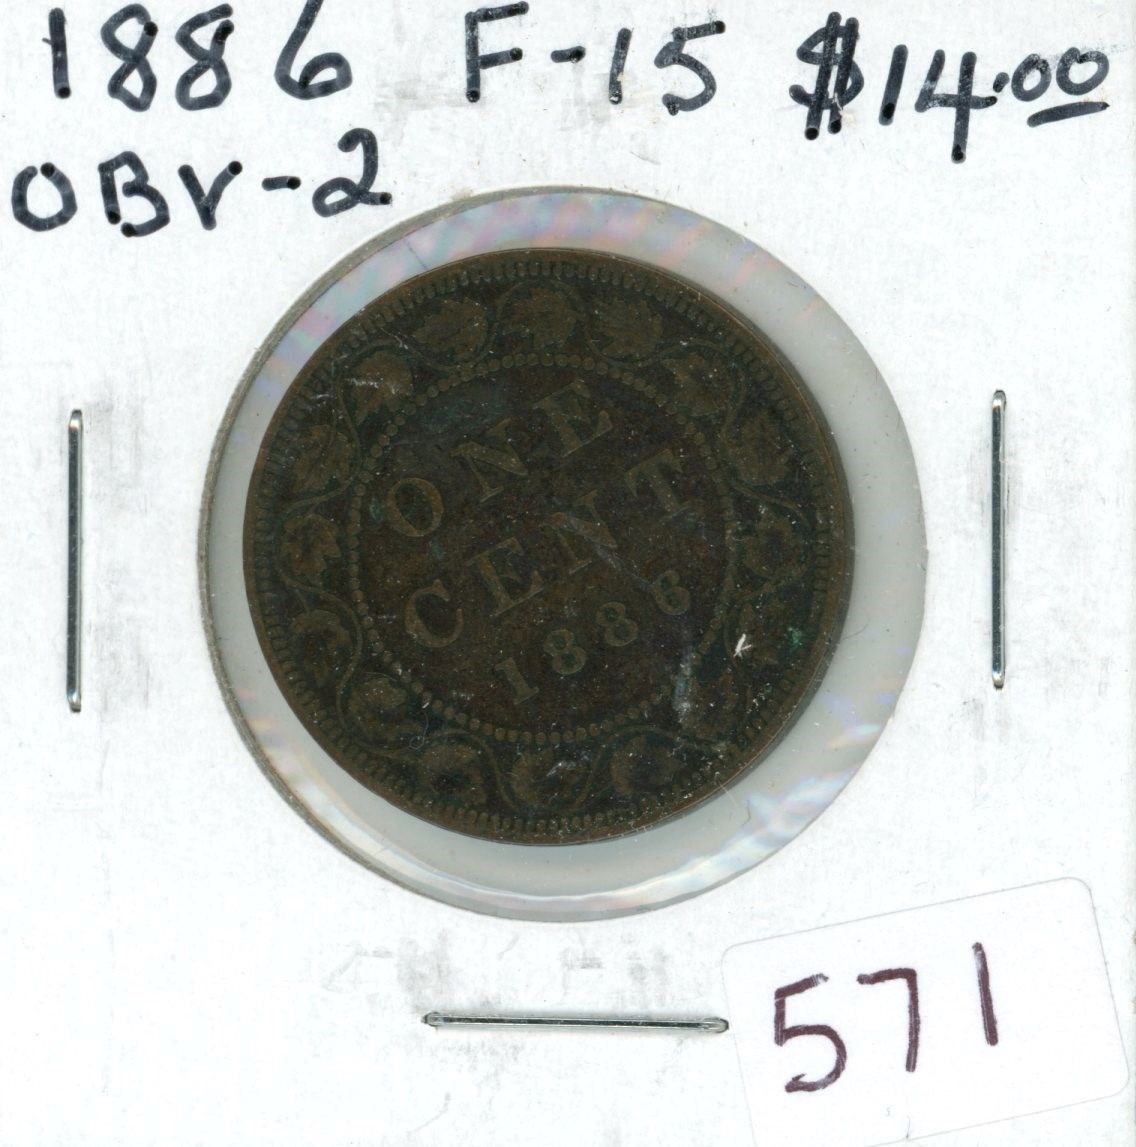 1886 F-15 $14.00
OBV-2
ONE
CENT
1886
571